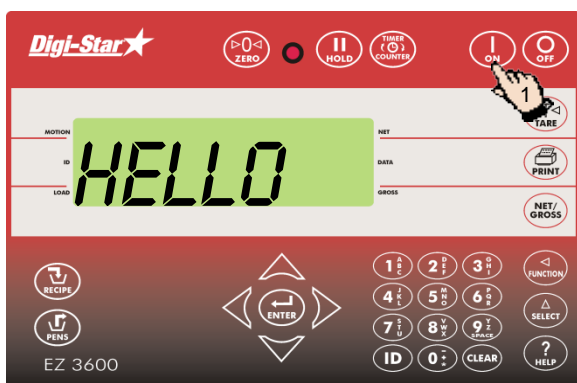 Digi-Star
→0← ZERO
HOLD
TIMER COUNTER
ON
OFF
1
TARE
MOTION
NET
ID
HELLO
DATA
LOAD
GROSS
PRINT
NET/
GROSS
RECIPE
1 A B C
2 D E F
3 G H I
FUNCTION
4 J K L
5 M N O
6 P Q R
ENTER
SELECT
PENS
7 S T U
8 V W X
9 Y Z SPACE
ID
0 - + *
CLEAR
?
HELP
EZ 3600